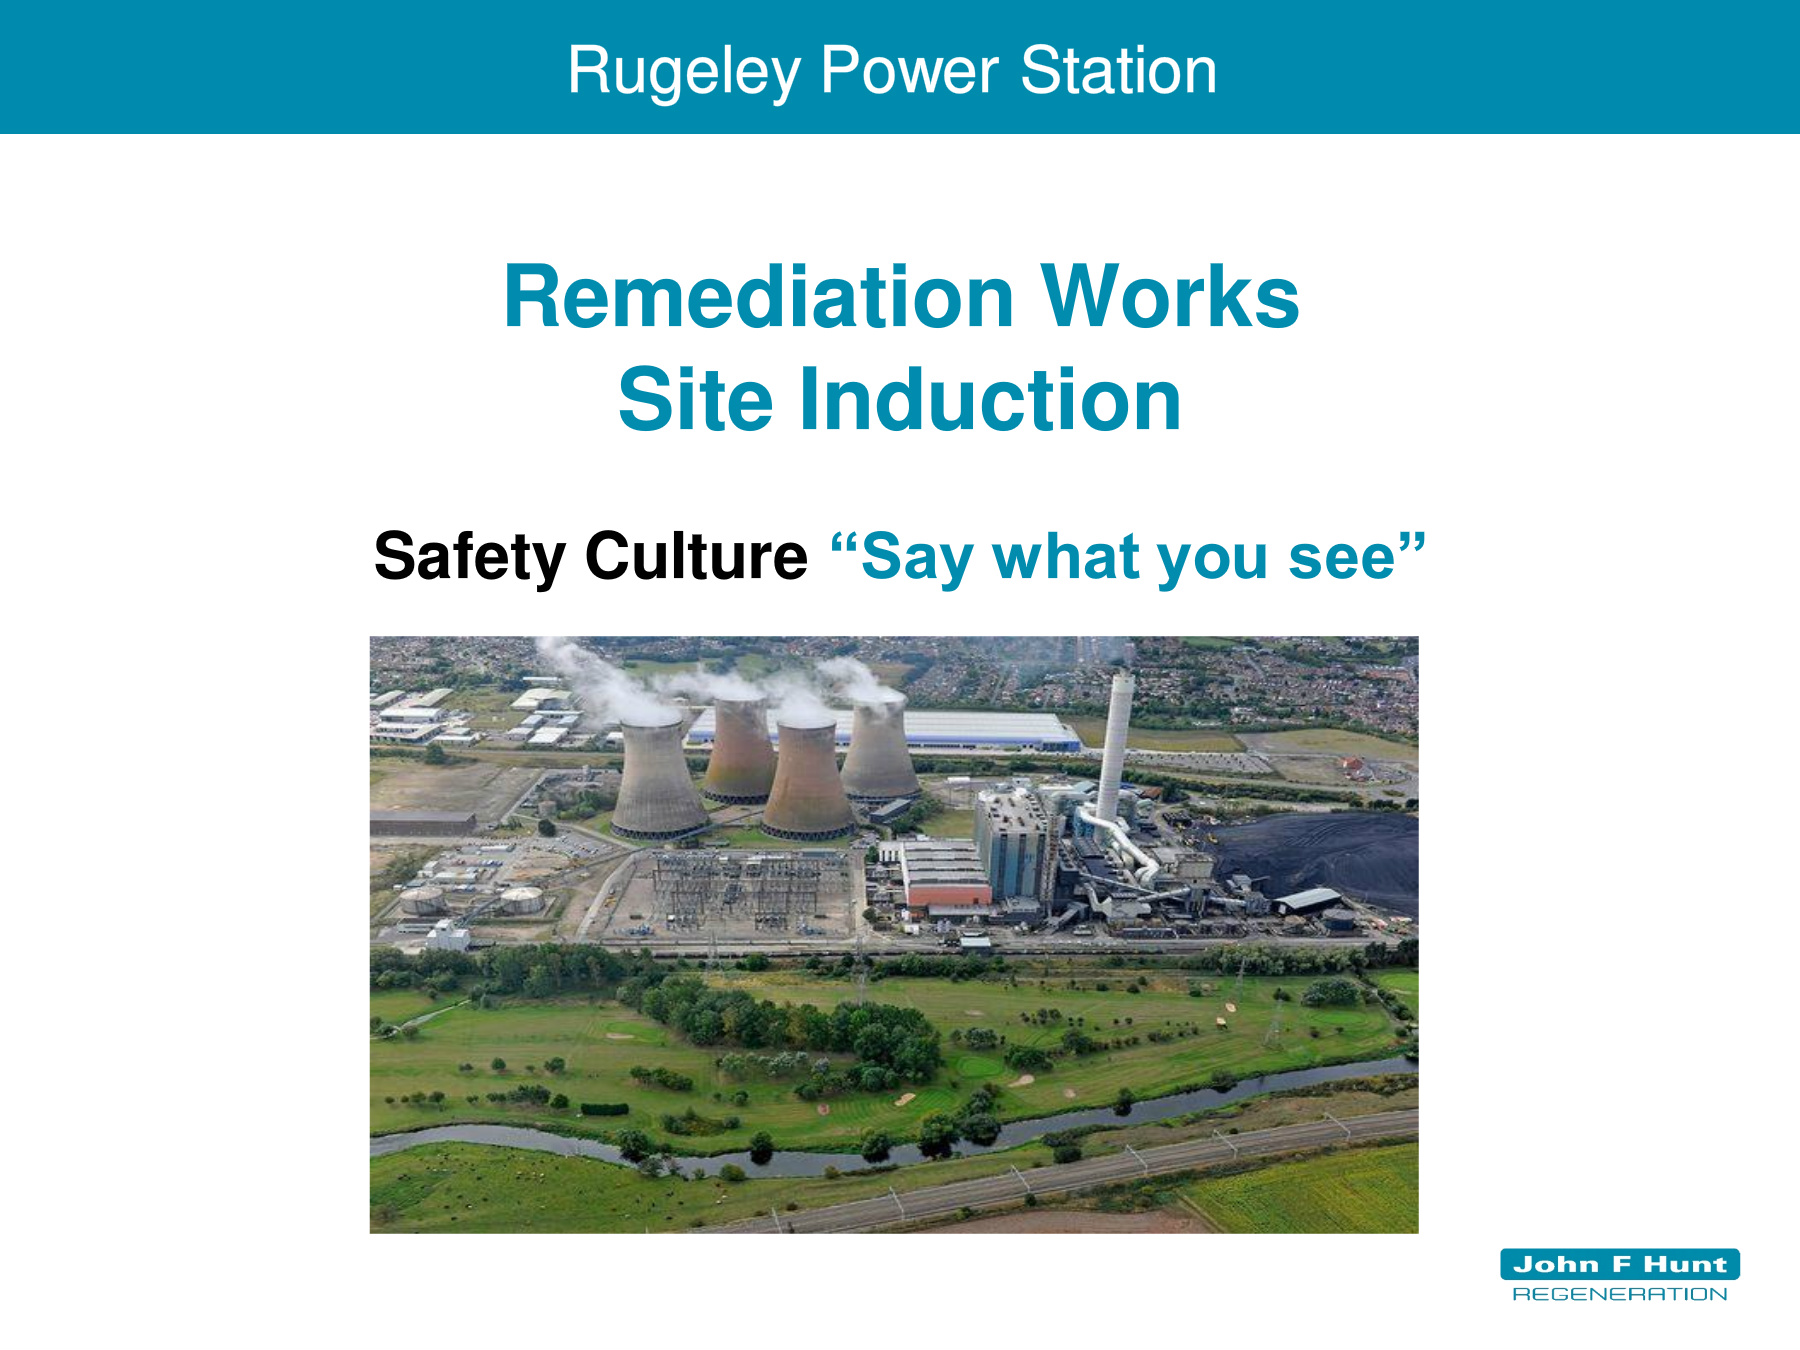 Rugeley Power Station
Remediation Works
Site Induction
Safety Culture “Say what you see”
John F Hunt
REGENERATION